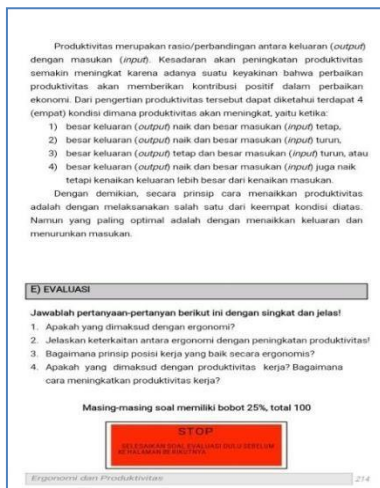 Produktivitas merupakan rasio/perbandingan antara keluaran (output)
dengan masukan (input). Kesadaran akan peningkatan produktivitas
semakin meningkat karena adanya suatu keyakinan bahwa perbaikan
produktivitas akan memberikan kontribusi positif dalam perbaikan
ekonomi. Dari pengertian produktivitas tersebut dapat diketahui terdapat 4
(empat) kondisi dimana produktivitas akan meningkat, yaitu ketika:
1) besar keluaran (output) naik dan besar masukan (input) tetap,
2) besar keluaran (output) naik dan besar masukan (input) turun,
3) besar keluaran (output) tetap dan besar masukan (input) turun, atau
4) besar keluaran (output) naik dan besar masukan (input) juga naik
tetapi kenaikan keluaran lebih besar dari kenaikan masukan.
Dengan demikian, secara prinsip cara menaikkan produktivitas
adalah dengan melaksanakan salah satu dari keempat kondisi diatas.
Namun yang paling optimal adalah dengan menaikkan keluaran dan
menurunkan masukan.
E) EVALUASI
Jawablah pertanyaan-pertanyan berikut ini dengan singkat dan jelas!
1. Apakah yang dimaksud dengan ergonomi?
2. Jelaskan keterkaitan antara ergonomi dengan peningkatan produktivitas!
3. Bagaimana prinsip posisi kerja yang baik secara ergonomis?
4. Apakah yang dimaksud dengan produktivitas kerja? Bagaimana
cara meningkatkan produktivitas kerja?
Masing-masing soal memiliki bobot 25%, total 100
STOP
SELESAIKAN SOAL EVALUASI DULU SEBELUM
KE HALAMAN BERIKUTNYA
Ergonomi dan Produktivitas 214